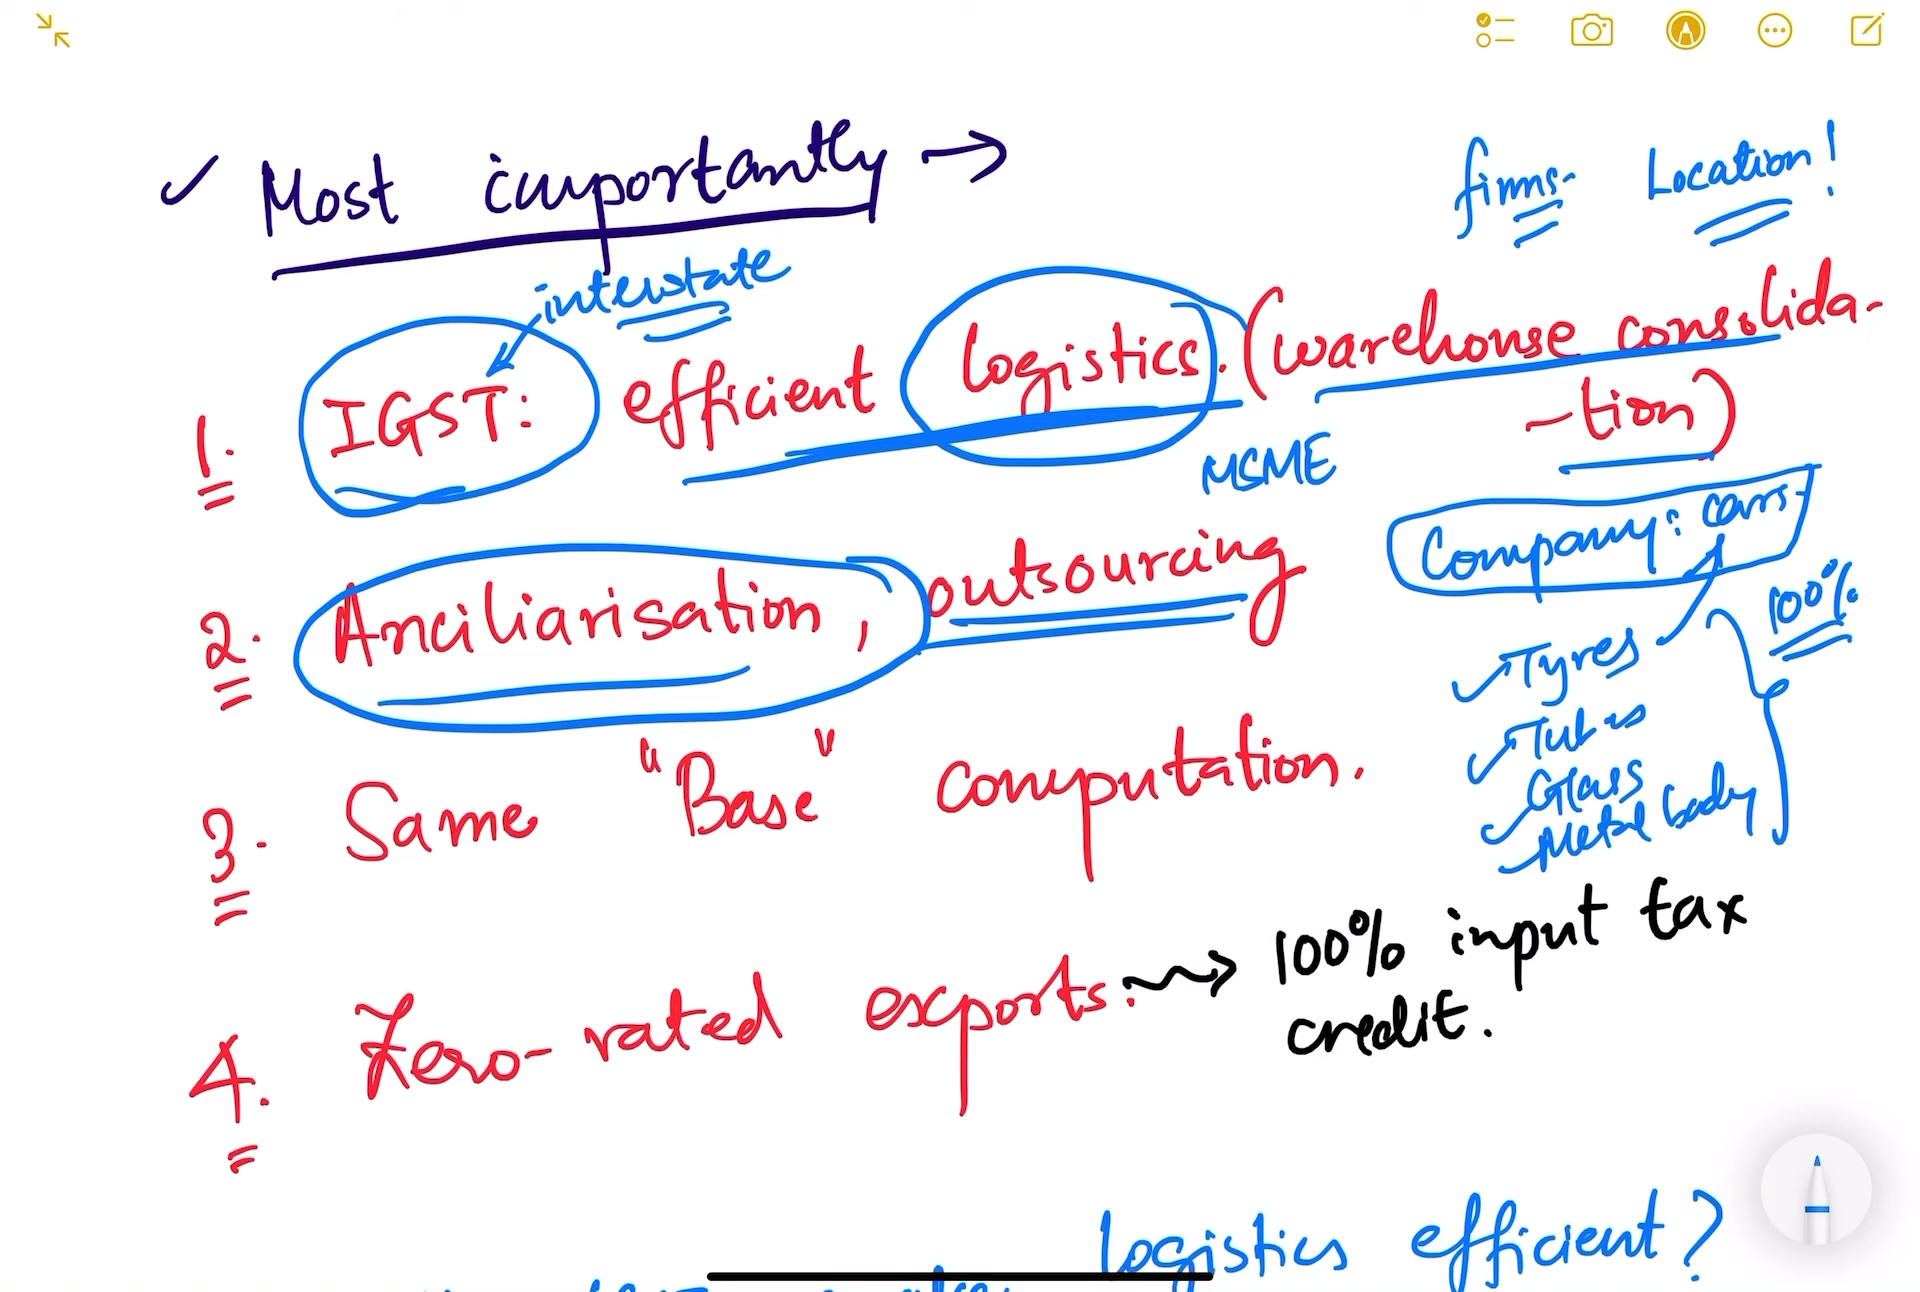 Most importantly →
firms- Location!
interstate
1. IGST: efficient logistics. (warehouse consolida-
-tion)
MSME
Company: cars-
2. Anciliarisation, outsourcing
100%
Tyres
Tubes
Glass
Metal body
3. Same "Base" computation.
4. Zero-rated exports. → 100% input tax
credit.
logistics efficient?